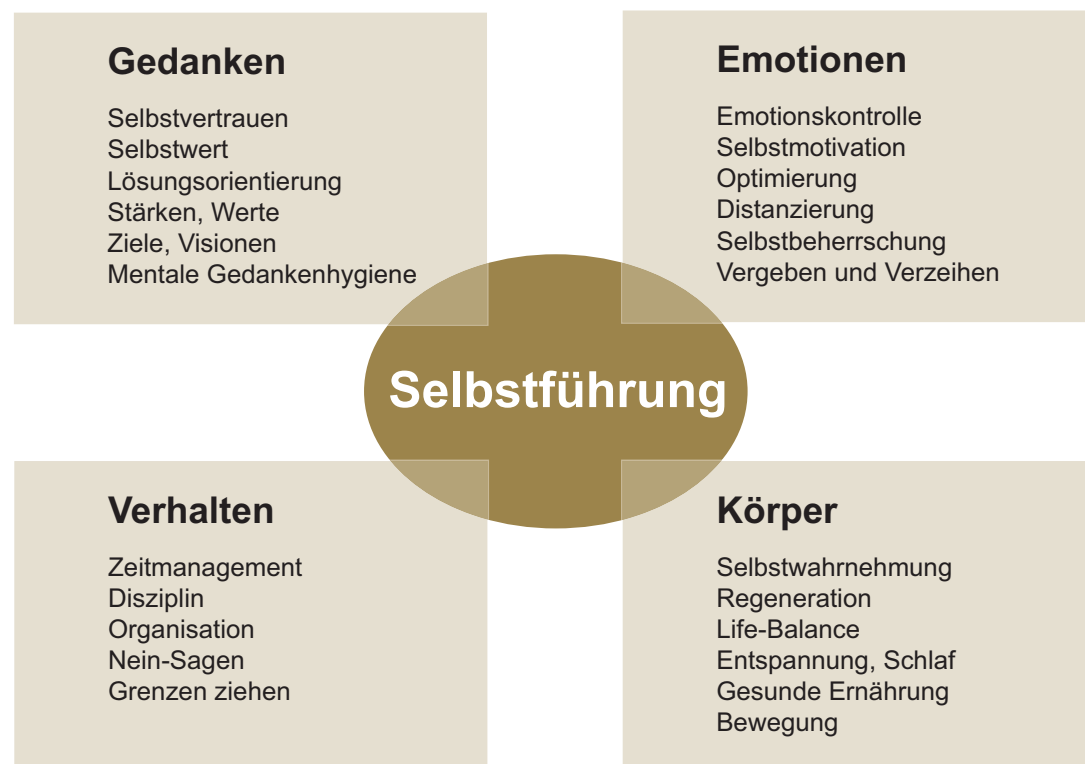 Gedanken
Selbstvertrauen
Selbstwert
Lösungsorientierung
Stärken, Werte
Ziele, Visionen
Mentale Gedankenhygiene
Emotionen
Emotionskontrolle
Selbstmotivation
Optimierung
Distanzierung
Selbstbeherrschung
Vergeben und Verzeihen
Selbstführung
Verhalten
Zeitmanagement
Disziplin
Organisation
Nein-Sagen
Grenzen ziehen
Körper
Selbstwahrnehmung
Regeneration
Life-Balance
Entspannung, Schlaf
Gesunde Ernährung
Bewegung